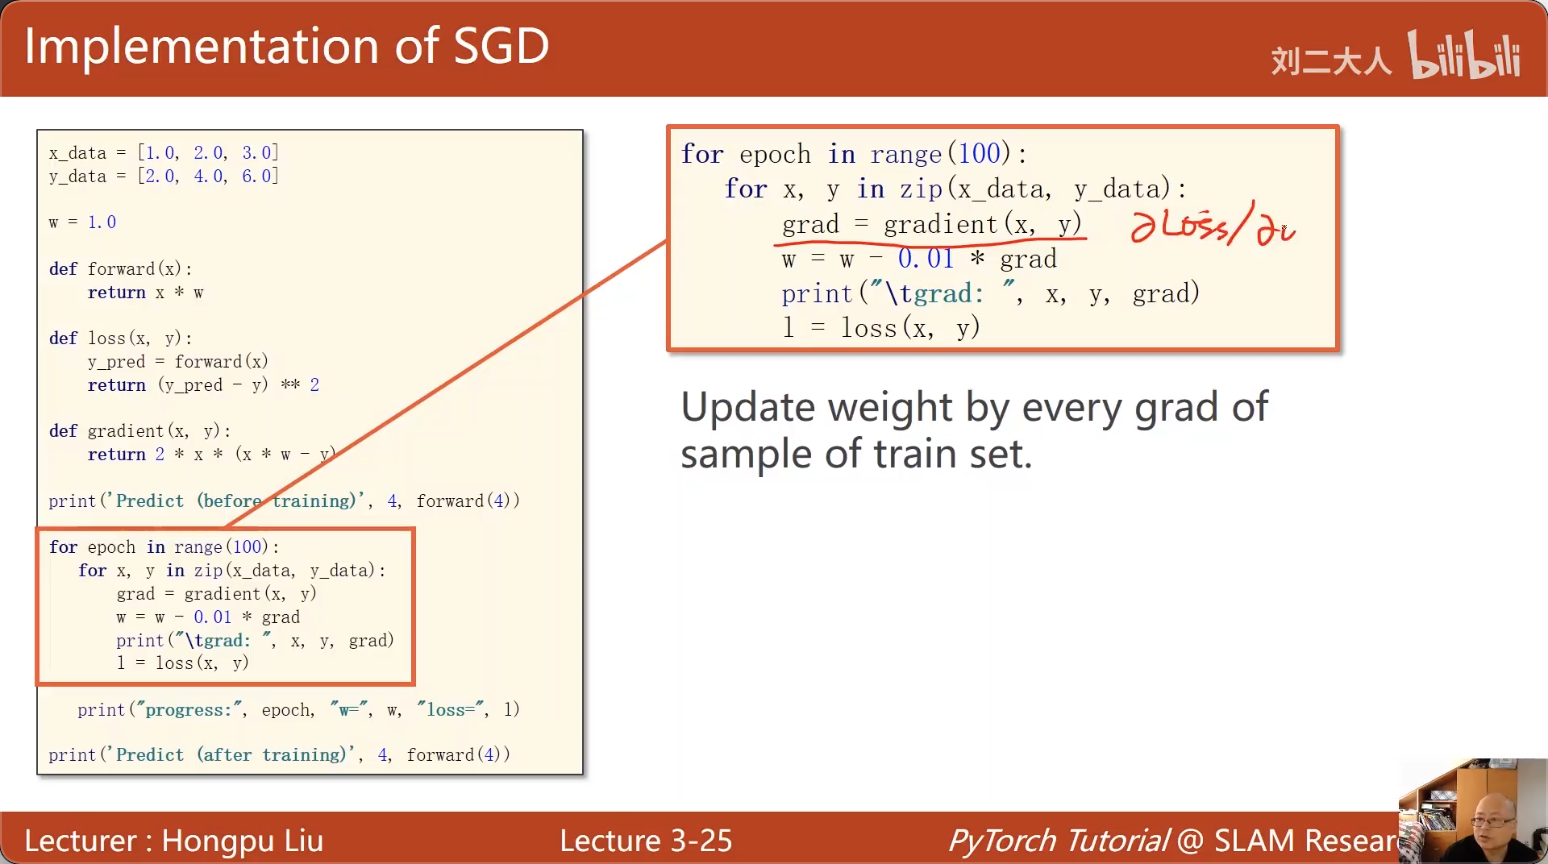 Implementation of SGD
刘二大人 bilibili
x_data = [1.0, 2.0, 3.0]
y_data = [2.0, 4.0, 6.0]
w = 1.0
def forward(x):
    return x * w
def loss(x, y):
    y_pred = forward(x)
    return (y_pred - y) ** 2
def gradient(x, y):
    return 2 * x * (x * w - y)
print('Predict (before training)', 4, forward(4))
for epoch in range(100):
    for x, y in zip(x_data, y_data):
        grad = gradient(x, y)
        w = w - 0.01 * grad
        print("\tgrad: ", x, y, grad)
        l = loss(x, y)
    print("progress:", epoch, "w=", w, "loss=", l)
print('Predict (after training)', 4, forward(4))
for epoch in range(100):
    for x, y in zip(x_data, y_data):
        grad = gradient(x, y) ∂Loss/∂
        w = w - 0.01 * grad
        print("\tgrad: ", x, y, grad)
        l = loss(x, y)
Update weight by every grad of
sample of train set.
Lecturer : Hongpu Liu
Lecture 3-25
PyTorch Tutorial @ SLAM Resear